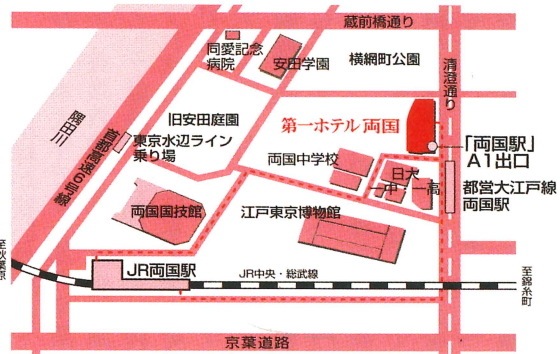 蔵前橋通り
同愛記念
病院
安田学園
横網町公園
清澄通り
隅田川
首都高速6号線
旧安田庭園
東京水辺ライン
乗り場
第一ホテル両国
両国中学校
「両国駅」
A1出口
日大
一中・一高
都営大江戸線
両国駅
両国国技館
江戸東京博物館
至秋葉原
JR両国駅
JR中央・総武線
至錦糸町
京葉道路